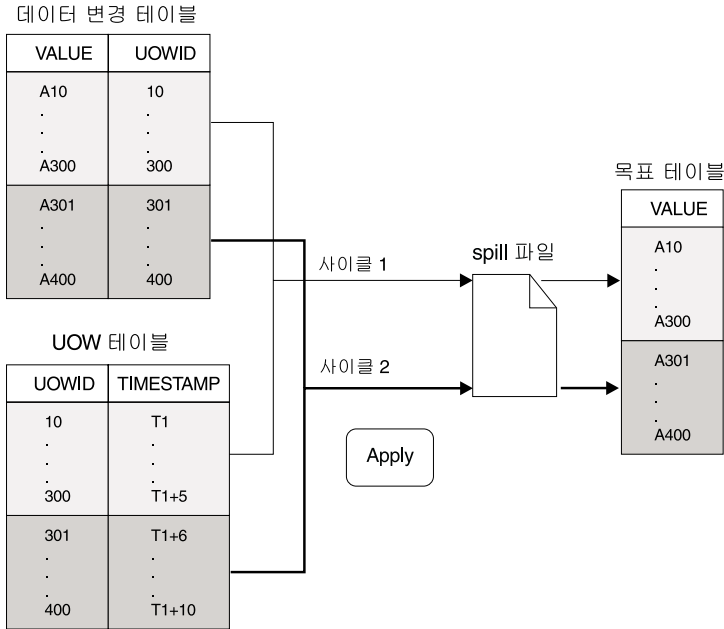 데이터 변경 테이블
VALUE UOWID
A10 10
. .
. .
. .
A300 300
A301 301
. .
. .
. .
A400 400
UOW 테이블
UOWID TIMESTAMP
10 T1
. .
. .
. .
300 T1+5
301 T1+6
. .
. .
. .
400 T1+10
사이클 1
사이클 2
spill 파일
Apply
목표 테이블
VALUE
A10
.
.
.
A300
A301
.
.
.
A400